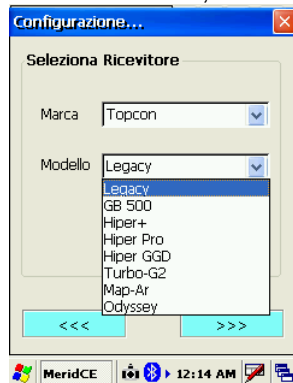 Configurazione...
Seleziona Ricevitore
Marca Topcon
Modello Legacy
Legacy
GB 500
Hiper+
Hiper Pro
Hiper GGD
Turbo-G2
Map-Ar
Odyssey
<<< >>>
MeridCE 12:14 AM